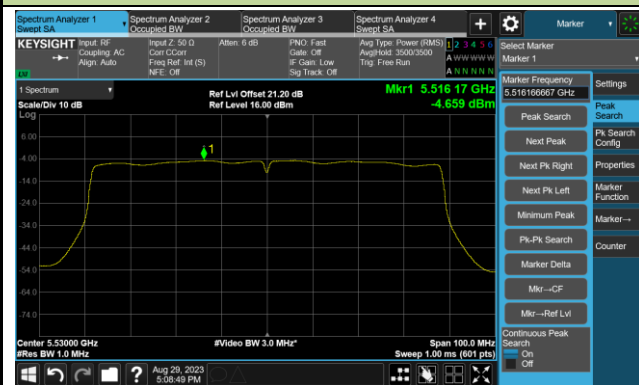 Spectrum Analyzer 1
Swept SA
Spectrum Analyzer 2
Occupied BW
Spectrum Analyzer 3
Occupied BW
Spectrum Analyzer 4
Swept SA
+
Marker
KEYSIGHT
Input: RF
Coupling: AC
Align: Auto
Input Z: 50 Ω
Corr CCorr
Freq Ref: Int (S)
NFE: Off
Atten: 6 dB
PNO: Fast
Gate: Off
IF Gain: Low
Sig Track: Off
Avg Type: Power (RMS)
Avg|Hold: 3500/3500
Trig: Free Run
1 2 3 4 5 6
A W W W W W
A N N N N N
Select Marker
Marker 1
1 Spectrum
Scale/Div 10 dB
Log
Ref Lvl Offset 21.20 dB
Ref Level 16.00 dBm
Mkr1 5.516 17 GHz
-4.659 dBm
6.00
-4.00
-14.0
-24.0
-34.0
-44.0
-54.0
-64.0
-74.0
1
Center 5.53000 GHz
#Res BW 1.0 MHz
#Video BW 3.0 MHz*
Span 100.0 MHz
Sweep 1.00 ms (601 pts)
Marker Frequency
5.516166667 GHz
Peak Search
Next Peak
Next Pk Right
Next Pk Left
Minimum Peak
Pk-Pk Search
Marker Delta
Mkr→CF
Mkr→Ref Lvl
Continuous Peak
Search
On
Off
Settings
Peak
Search
Pk Search
Config
Properties
Marker
Function
Marker→
Counter
?
Aug 29, 2023
5:08:49 PM